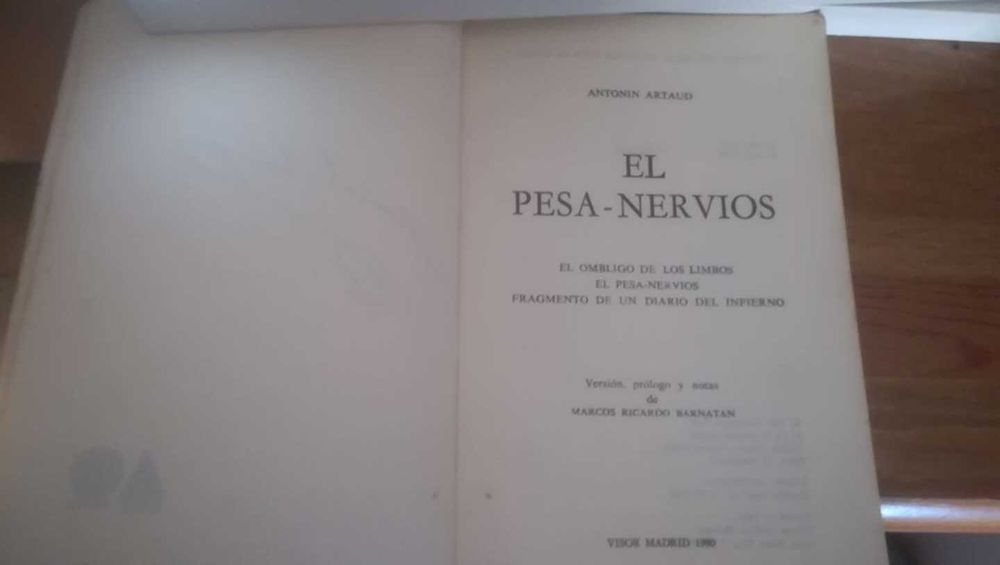 ANTONIN ARTAUD
EL
PESA-NERVIOS
EL OMBLIGO DE LOS LIMBOS
EL PESA-NERVIOS
FRAGMENTO DE UN DIARIO DEL INFIERNO
Versión, prólogo y notas
de
MARCOS RICARDO BARNATAN
VISOR MADRID 1980